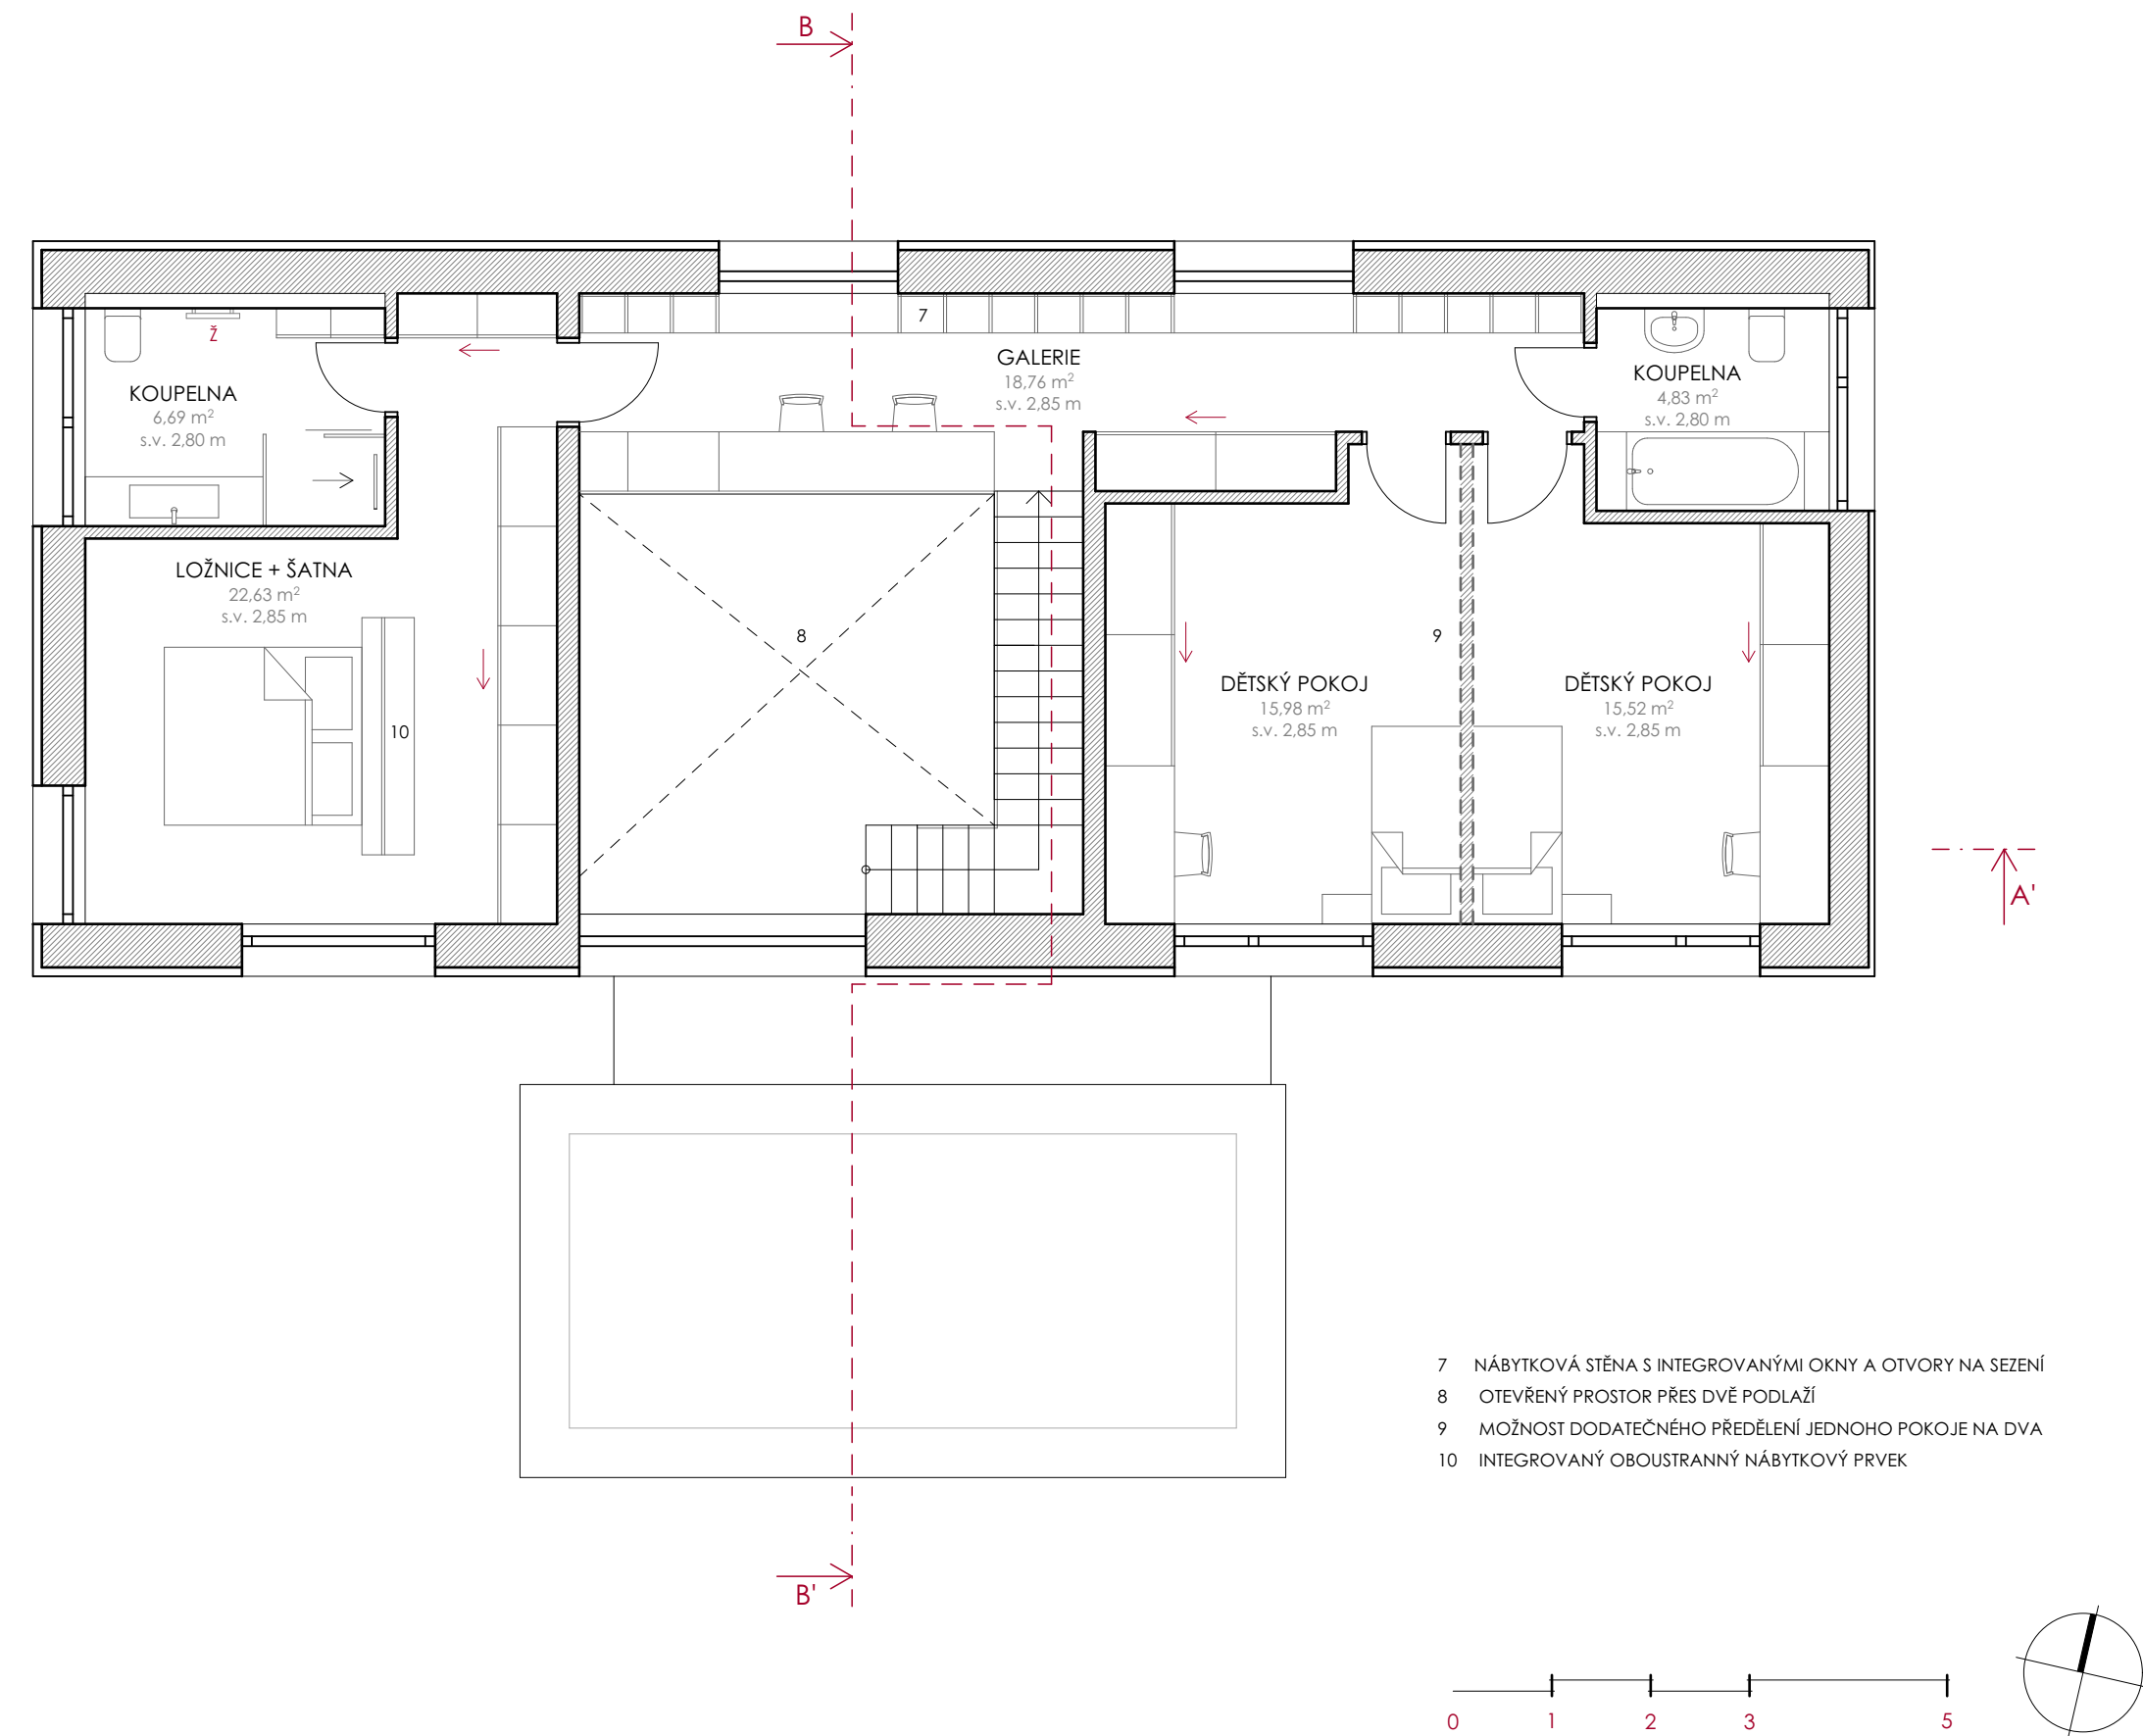 B
7
GALERIE
18,76 m²
s.v. 2,85 m
Ž
KOUPELNA
6,69 m²
s.v. 2,80 m
KOUPELNA
4,83 m²
s.v. 2,80 m
LOŽNICE + ŠATNA
22,63 m²
s.v. 2,85 m
8
9
10
DĚTSKÝ POKOJ
15,98 m²
s.v. 2,85 m
DĚTSKÝ POKOJ
15,52 m²
s.v. 2,85 m
A'
7 NÁBYTKOVÁ STĚNA S INTEGROVANÝMI OKNY A OTVORY NA SEZENÍ
8 OTEVŘENÝ PROSTOR PŘES DVĚ PODLAŽÍ
9 MOŽNOST DODATEČNÉHO PŘEDĚLENÍ JEDNOHO POKOJE NA DVA
10 INTEGROVANÝ OBOUSTRANNÝ NÁBYTKOVÝ PRVEK
B'
0 1 2 3 5